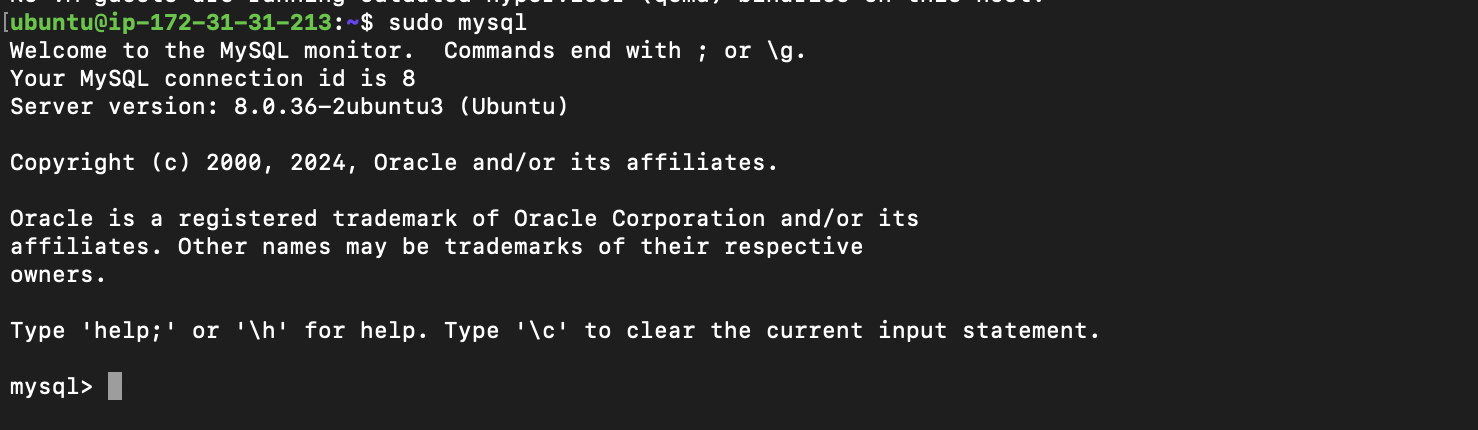 [ubuntu@ip-172-31-31-213:~$ sudo mysql
Welcome to the MySQL monitor.  Commands end with ; or \g.
Your MySQL connection id is 8
Server version: 8.0.36-2ubuntu3 (Ubuntu)

Copyright (c) 2000, 2024, Oracle and/or its affiliates.

Oracle is a registered trademark of Oracle Corporation and/or its
affiliates. Other names may be trademarks of their respective
owners.

Type 'help;' or '\h' for help. Type '\c' to clear the current input statement.

mysql>